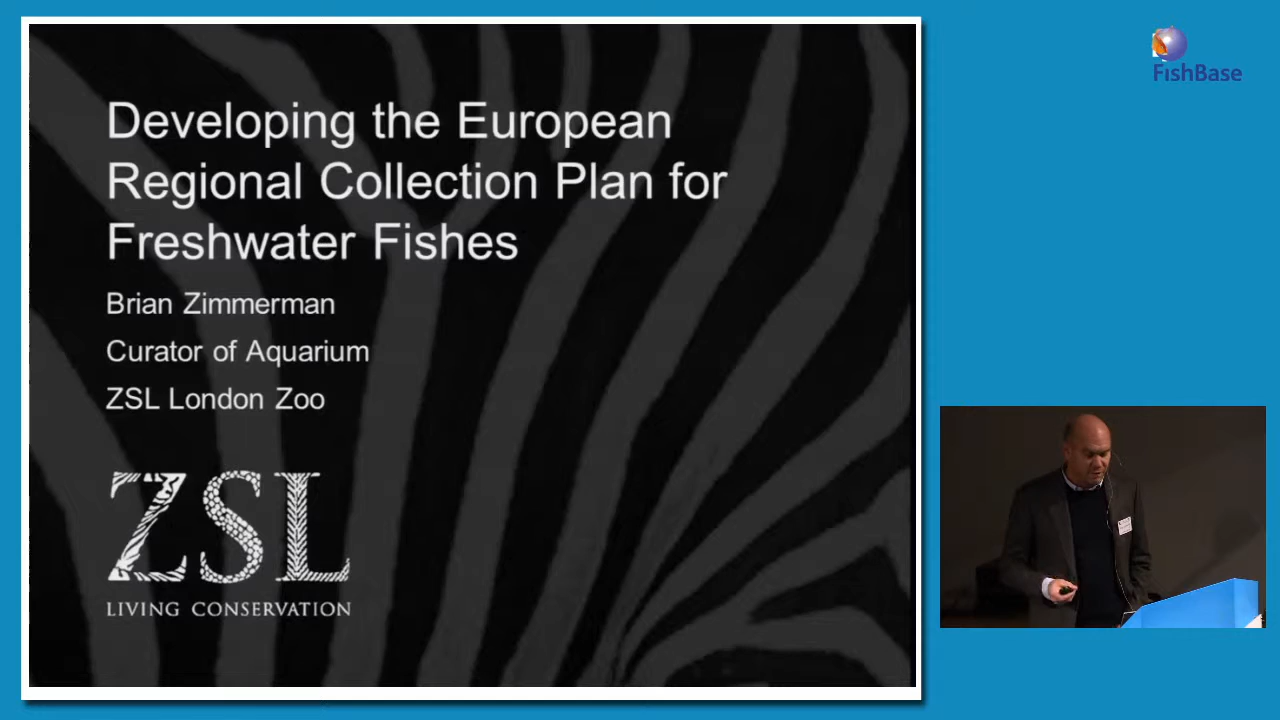 Developing the European
Regional Collection Plan for
Freshwater Fishes
Brian Zimmerman
Curator of Aquarium
ZSL London Zoo
ZSL
LIVING CONSERVATION
FishBase